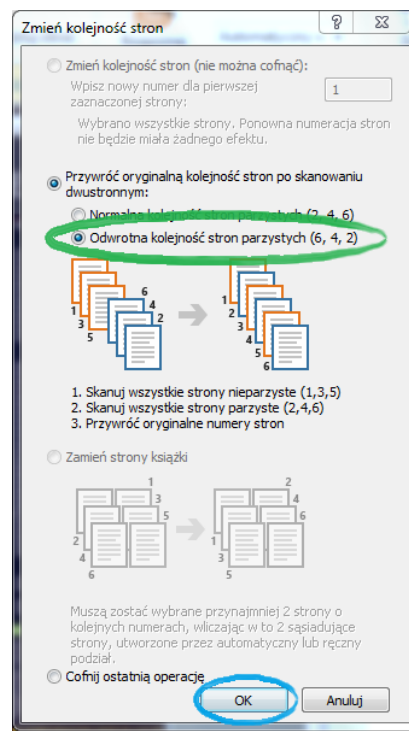 Zmień kolejność stron
Zmień kolejność stron (nie można cofnąć):
Wpisz nowy numer dla pierwszej
zaznaczonej strony:
1
Wybrano wszystkie strony. Ponowna numeracja stron
nie będzie miała żadnego efektu.
Przywróć oryginalną kolejność stron po skanowaniu
dwustronnym:
Normalna kolejność stron parzystych (2, 4, 6)
Odwrotna kolejność stron parzystych (6, 4, 2)
1 3 5 6 4 2
1 2 3 4 5 6
1. Skanuj wszystkie strony nieparzyste (1,3,5)
2. Skanuj wszystkie strony parzyste (2,4,6)
3. Przywróć oryginalne numery stron
Zamień strony książki
1 3 5 2 4 6
2 4 6 1 3 5
Muszą zostać wybrane przynajmniej 2 strony o
kolejnych numerach, wliczając w to 2 sąsiadujące
strony, utworzone przez automatyczny lub ręczny
podział.
Cofnij ostatnią operację
OK Anuluj